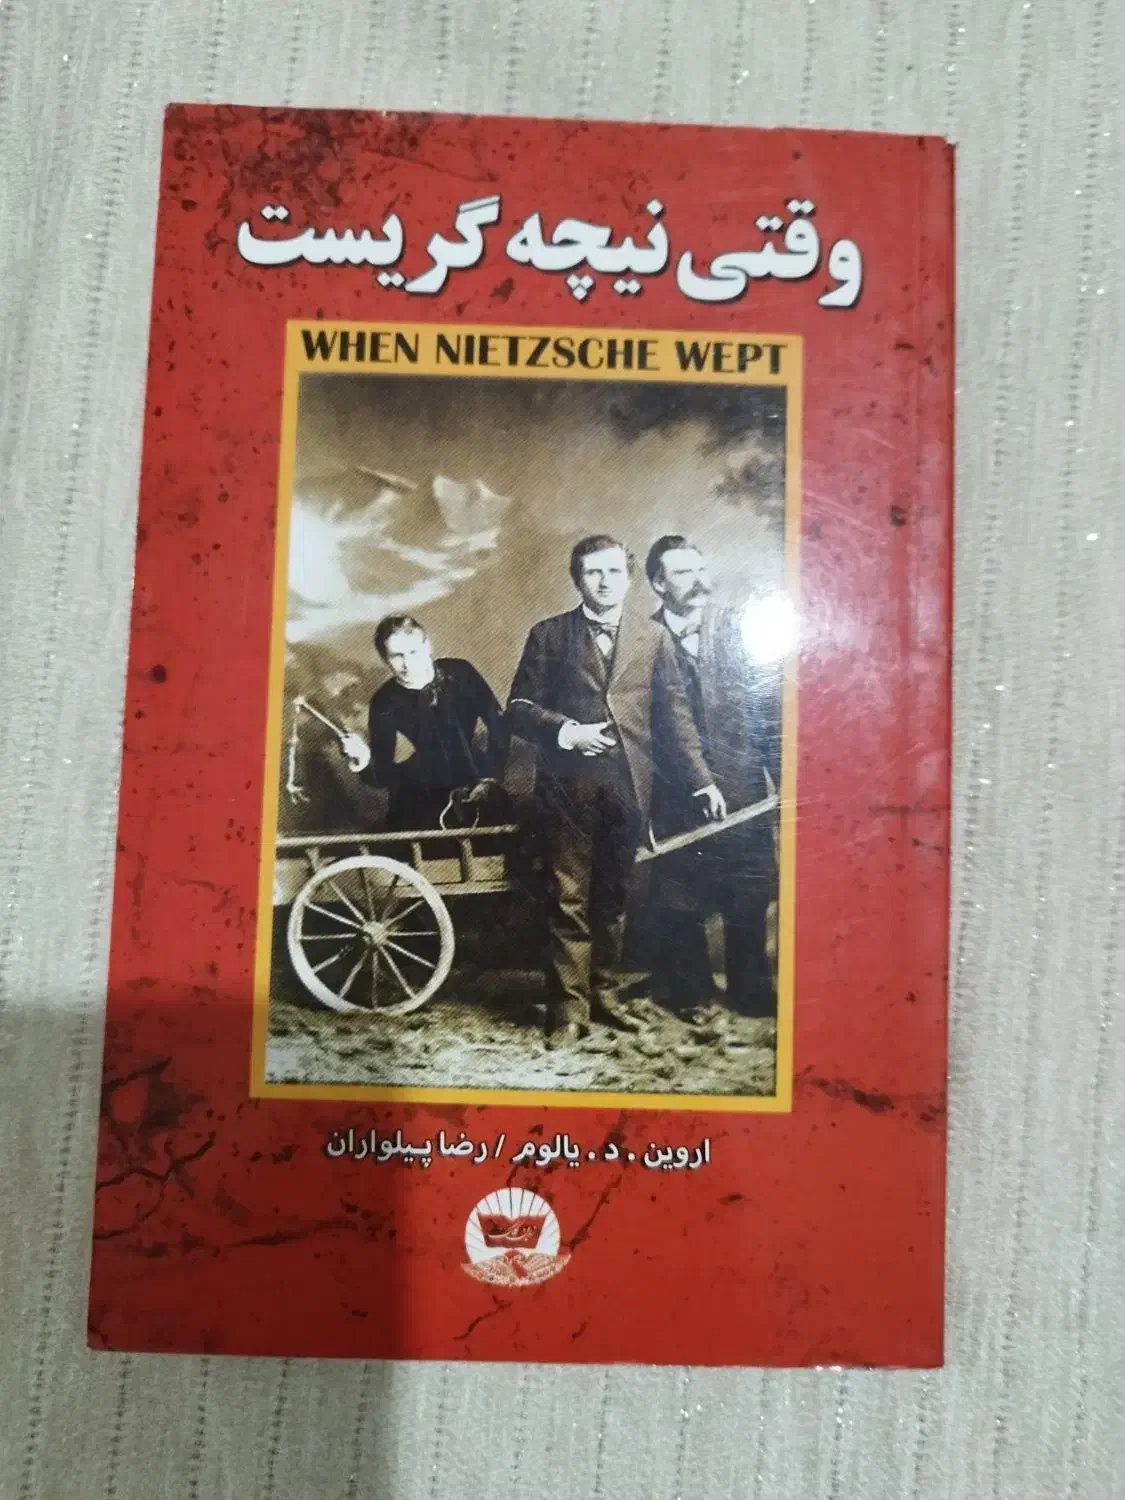 وقتی نیچه گریست
WHEN NIETZSCHE WEPT
اروین . د . یالوم / رضا پیلواران